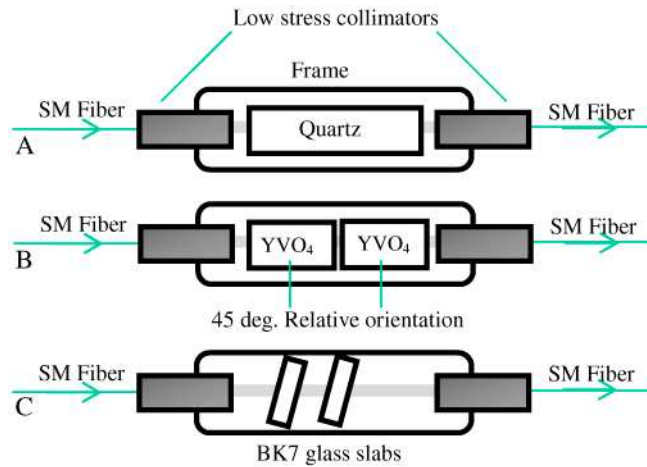 Low stress collimators
Frame
SM Fiber
SM Fiber
Quartz
A
SM Fiber
SM Fiber
YVO₄ YVO₄
B
45 deg. Relative orientation
SM Fiber
SM Fiber
C
BK7 glass slabs